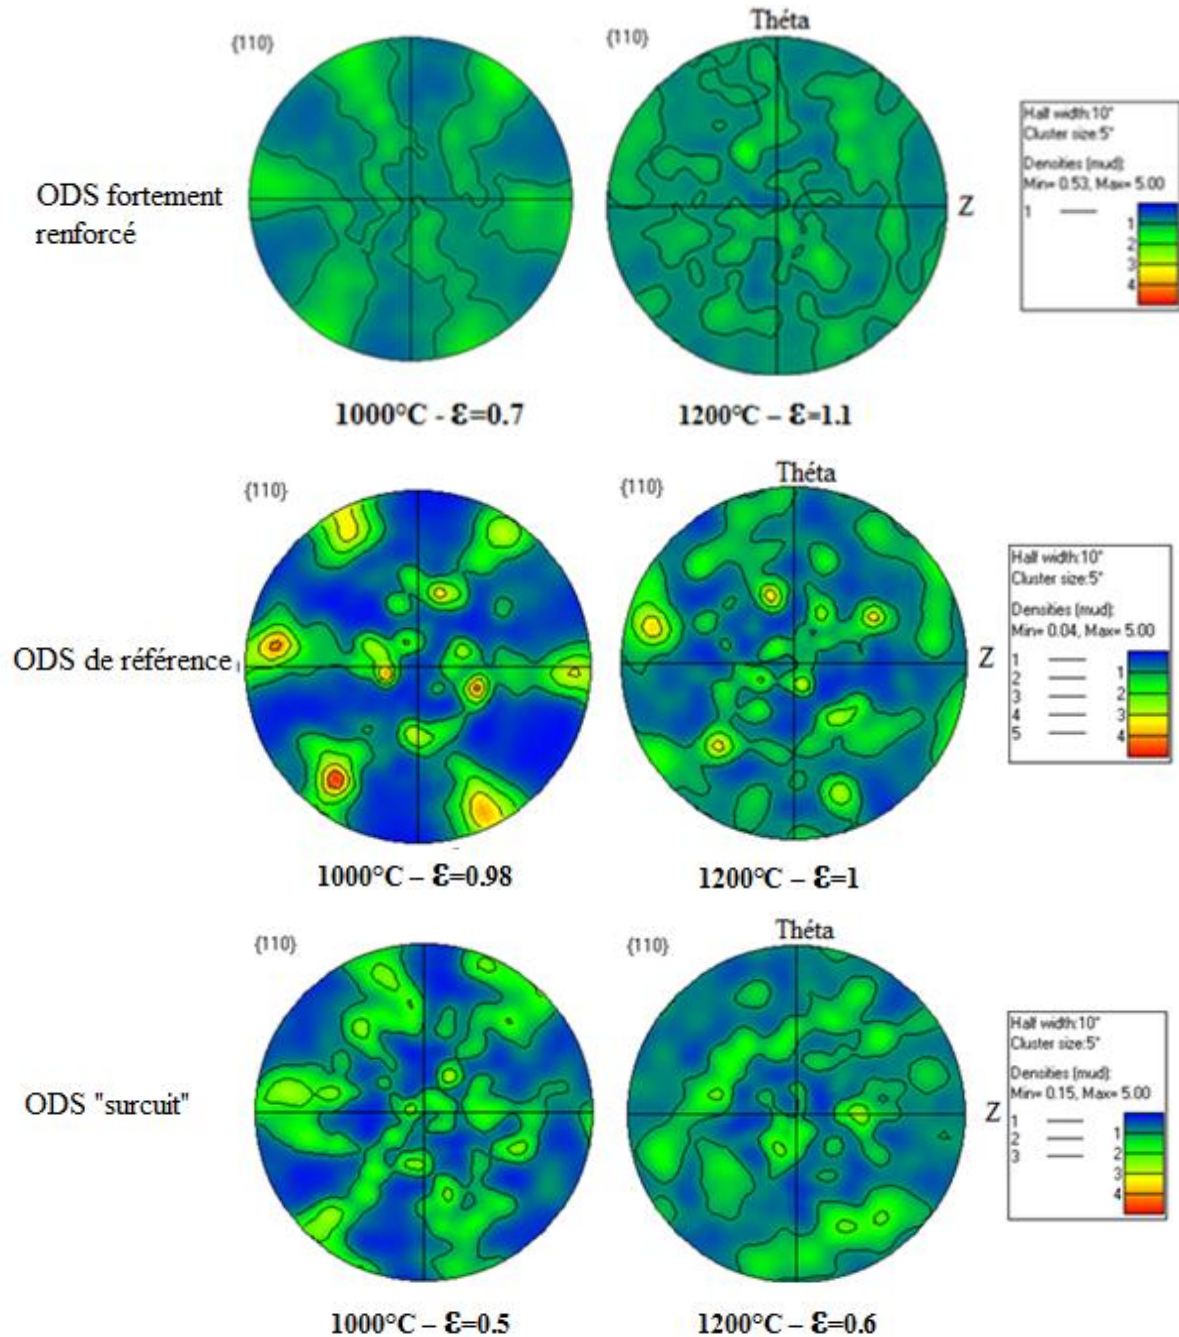 Théta
{110}
{110}
Half width:10°
Cluster size:5°
Densities (mud):
Min= 0.53, Max= 5.00
1
1
2
3
4
ODS fortement
renforcé
Z
1000°C - ɛ=0.7
1200°C – ɛ=1.1
Théta
{110}
{110}
Half width:10°
Cluster size:5°
Densities (mud):
Min= 0.04, Max= 5.00
1
2
3
4
5
1
2
3
4
ODS de référence
Z
1000°C – ɛ=0.98
1200°C – ɛ=1
Théta
{110}
{110}
Half width:10°
Cluster size:5°
Densities (mud):
Min= 0.15, Max= 5.00
1
2
3
1
2
3
4
ODS "surcuit"
Z
1000°C – ɛ=0.5
1200°C – ɛ=0.6